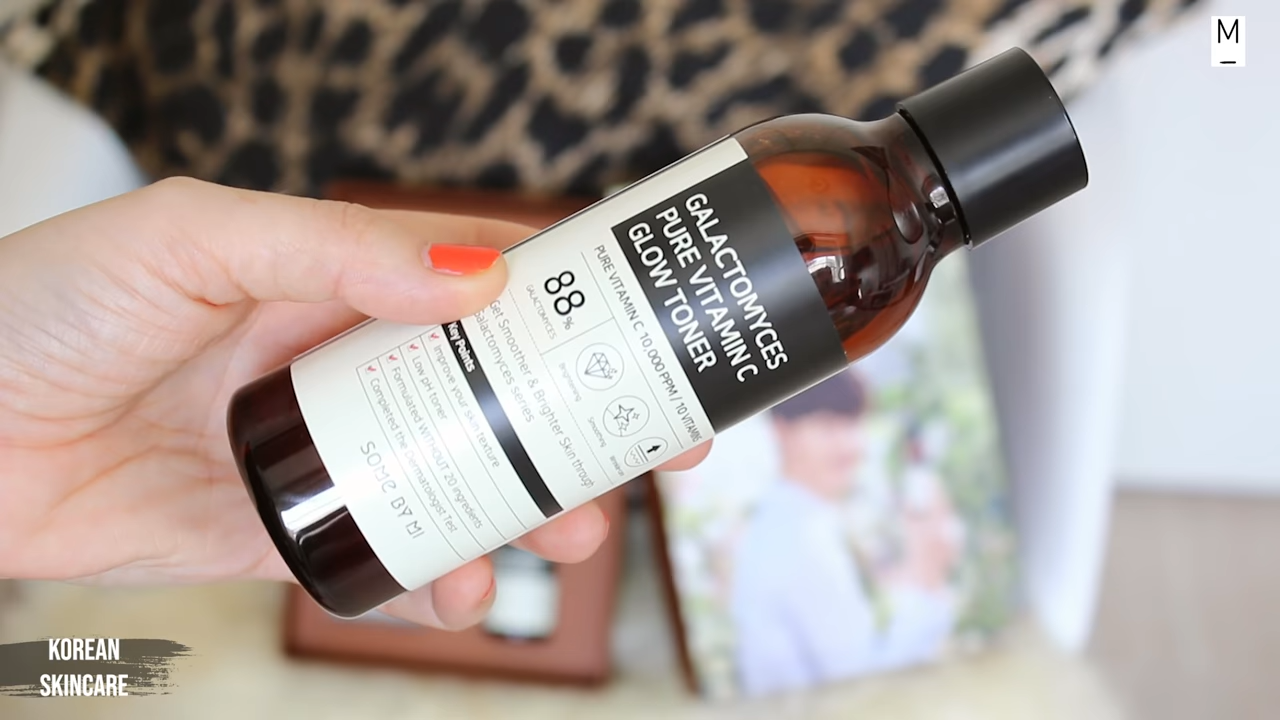 M
GALACTOMYCES
PURE VITAMIN C
GLOW TONER
PURE VITAMIN C 10,000 PPM / 10 VITAMINS
88%
GALACTOMYCES
Brightening
Smoothing
Get Smoother & Brighter Skin through
Galactomyces series
Key Points
Improve your skin texture
Low pH toner
Formulated WITHOUT 20 ingredients
Completed the Dermatologist Test
SOME BY MI
KOREAN
SKINCARE